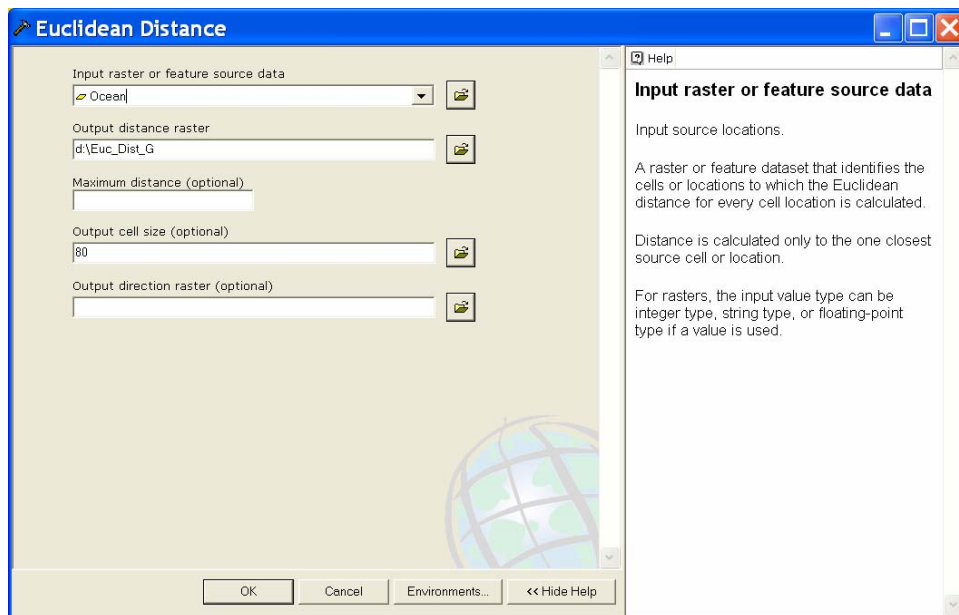 Euclidean Distance
Input raster or feature source data
Ocean
Output distance raster
d:\Euc_Dist_G
Maximum distance (optional)
Output cell size (optional)
80
Output direction raster (optional)
OK
Cancel
Environments...
<< Hide Help
Help
Input raster or feature source data
Input source locations.
A raster or feature dataset that identifies the
cells or locations to which the Euclidean
distance for every cell location is calculated.
Distance is calculated only to the one closest
source cell or location.
For rasters, the input value type can be
integer type, string type, or floating-point
type if a value is used.